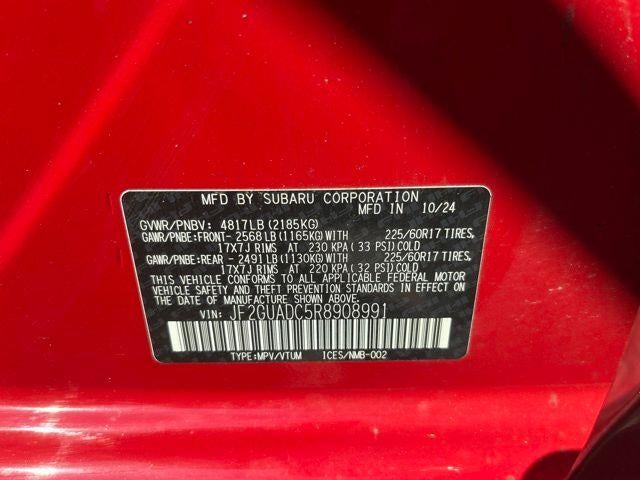 MFD BY SUBARU CORPORATION
MFD IN 10/24
GVWR/PNBV: 4817LB (2185KG)
GAWR/PNBE:FRONT-2568LB(1165KG)WITH 225/60R17 TIRES,
17X7J RIMS AT 230 KPA (33 PSI)COLD
GAWR/PNBE:REAR -2491LB(1130KG)WITH 225/60R17 TIRES,
17X7J RIMS AT 220 KPA (32 PSI)COLD
THIS VEHICLE CONFORMS TO ALL APPLICABLE FEDERAL MOTOR
VEHICLE SAFETY AND THEFT PREVENTION STANDARDS IN EFFECT ON
THE DATE OF MANUFACTURE SHOWN ABOVE.
VIN: JF2GUADC5R8908991
TYPE:MPV/VTUM ICES/NMB-002